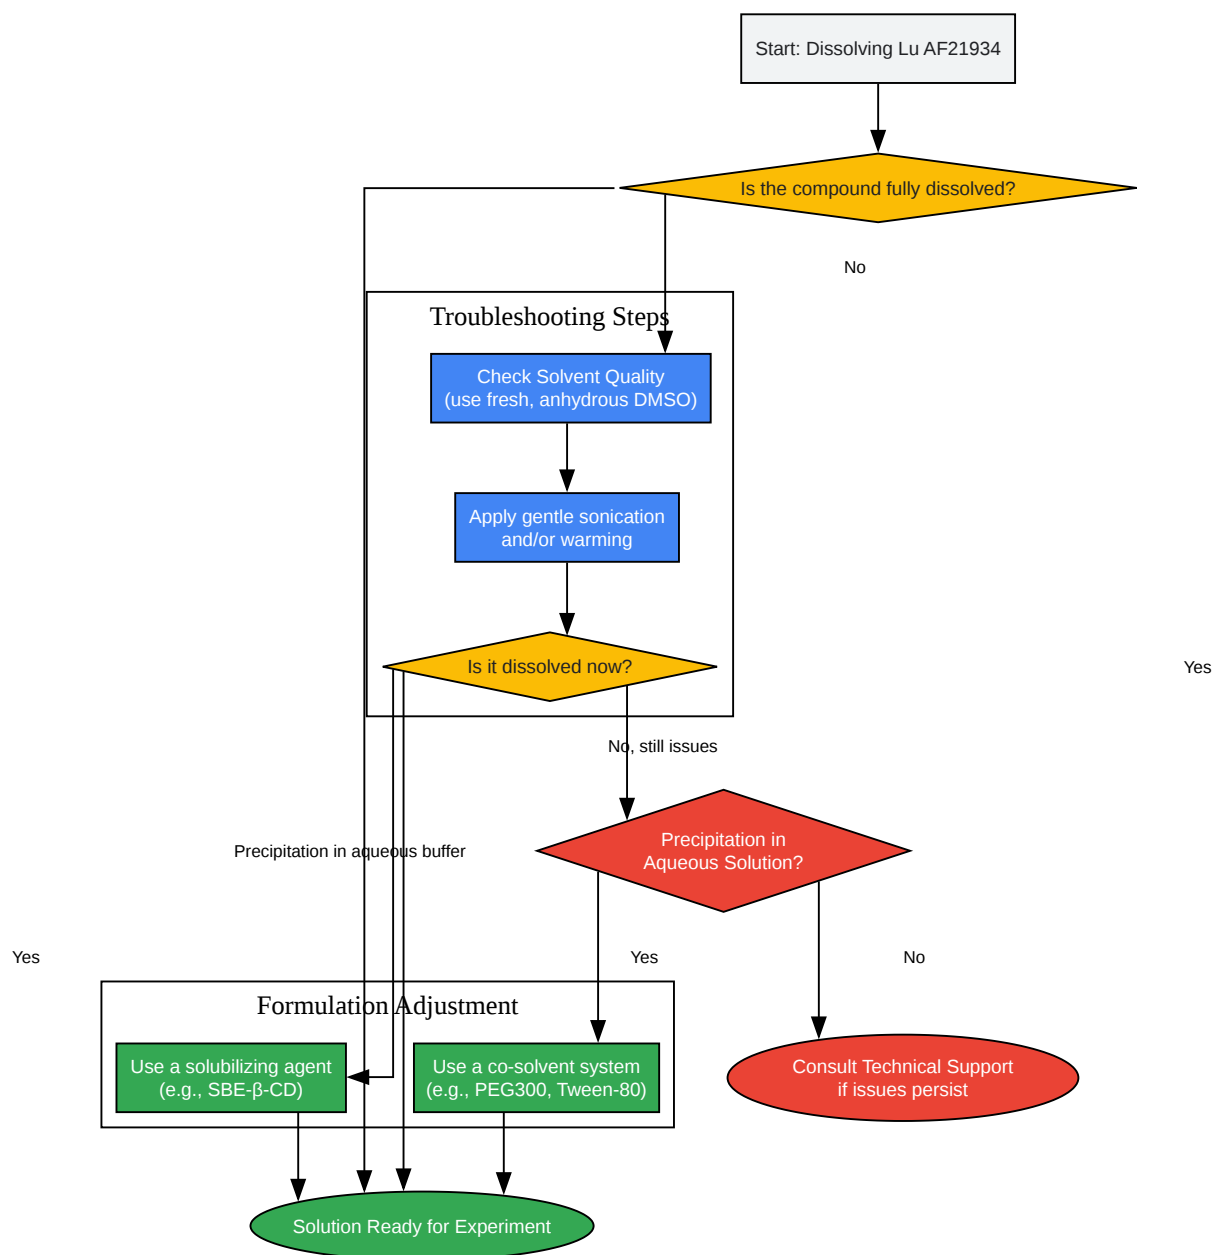 Start: Dissolving Lu AF21934
Is the compound fully dissolved?
No
Troubleshooting Steps
Check Solvent Quality
(use fresh, anhydrous DMSO)
Apply gentle sonication
and/or warming
Is it dissolved now?
Yes
No, still issues
Precipitation in
Aqueous Solution?
Precipitation in aqueous buffer
Yes
Yes
No
Formulation Adjustment
Use a solubilizing agent
(e.g., SBE-β-CD)
Use a co-solvent system
(e.g., PEG300, Tween-80)
Consult Technical Support
if issues persist
Solution Ready for Experiment